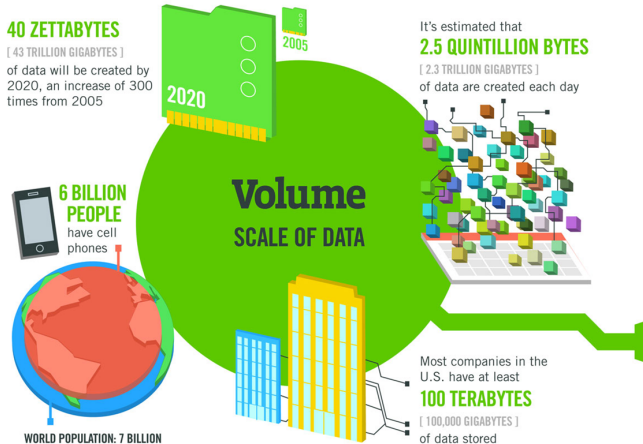 40 ZETTABYTES
[ 43 TRILLION GIGABYTES ]
of data will be created by
2020, an increase of 300
times from 2005
2020
2005
It's estimated that
2.5 QUINTILLION BYTES
[ 2.3 TRILLION GIGABYTES ]
of data are created each day
6 BILLION
PEOPLE
have cell
phones
WORLD POPULATION: 7 BILLION
Volume
SCALE OF DATA
Most companies in the
U.S. have at least
100 TERABYTES
[ 100,000 GIGABYTES ]
of data stored